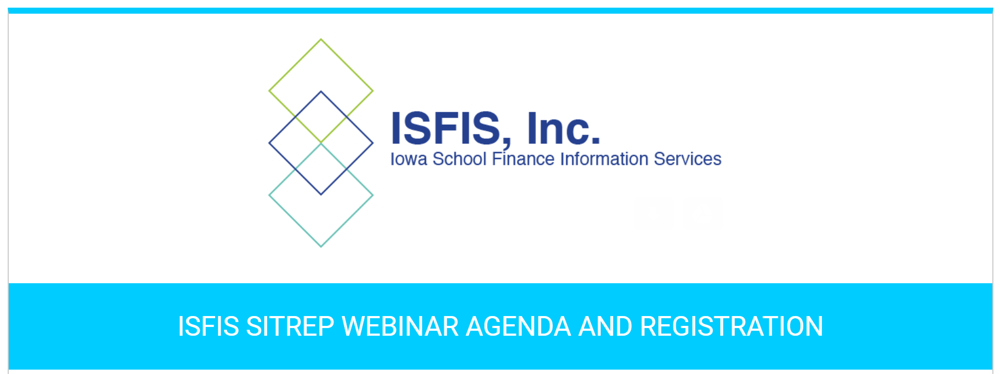 ISFIS, Inc.
Iowa School Finance Information Services
ISFIS SITREP WEBINAR AGENDA AND REGISTRATION